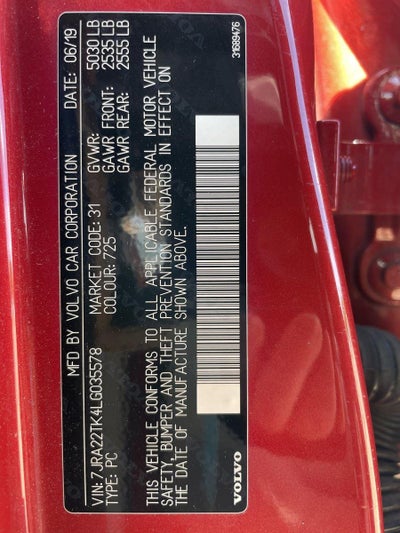 MFD BY VOLVO CAR CORPORATION DATE: 06/19
VIN: 7JRA22TK4LG035578 MARKET CODE: 31 GVWR: 5030 LB
TYPE: PC COLOUR: 725 GAWR FRONT: 2535 LB
GAWR REAR: 2555 LB
THIS VEHICLE CONFORMS TO ALL APPLICABLE FEDERAL MOTOR VEHICLE
SAFETY, BUMPER AND THEFT PREVENTION STANDARDS IN EFFECT ON
THE DATE OF MANUFACTURE SHOWN ABOVE.
VOLVO 31689476